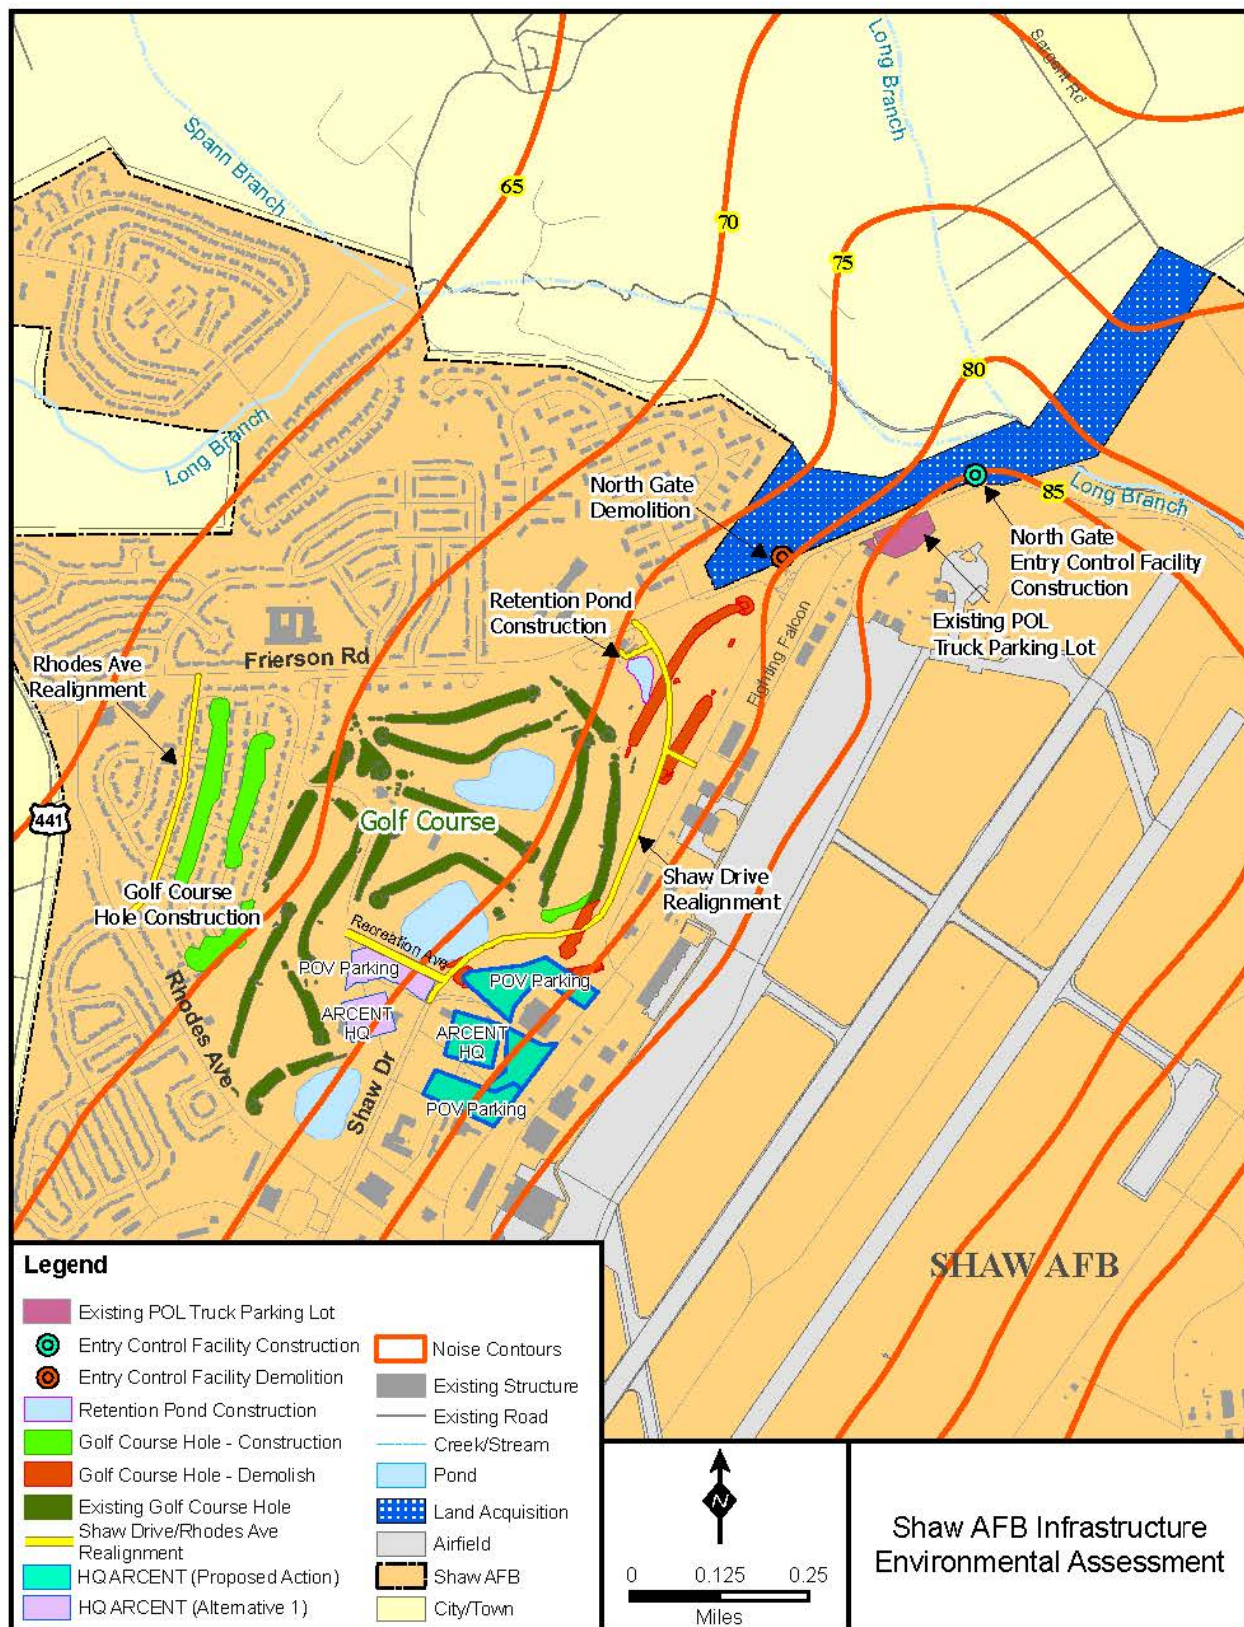 Spann Branch
Long Branch
Sargent Rd
65
70
75
80
85
Long Branch
Long Branch
North Gate
Demolition
North Gate
Entry Control Facility
Construction
Existing POL
Truck Parking Lot
Retention Pond
Construction
Fighting Falcon
Frierson Rd
Rhodes Ave
Realignment
441
Golf Course
Golf Course
Hole Construction
Shaw Drive
Realignment
Recreation Ave
POV Parking
POV Parking
ARCENT
HQ
ARCENT
HQ
POV Parking
Rhodes Ave
Shaw Dr
SHAW AFB
Legend
Existing POL Truck Parking Lot
Entry Control Facility Construction
Entry Control Facility Demolition
Retention Pond Construction
Golf Course Hole - Construction
Golf Course Hole - Demolish
Existing Golf Course Hole
Shaw Drive/Rhodes Ave
Realignment
HQ ARCENT (Proposed Action)
HQ ARCENT (Alternative 1)
Noise Contours
Existing Structure
Existing Road
Creek/Stream
Pond
Land Acquisition
Airfield
Shaw AFB
City/Town
N
0 0.125 0.25
Miles
Shaw AFB Infrastructure
Environmental Assessment